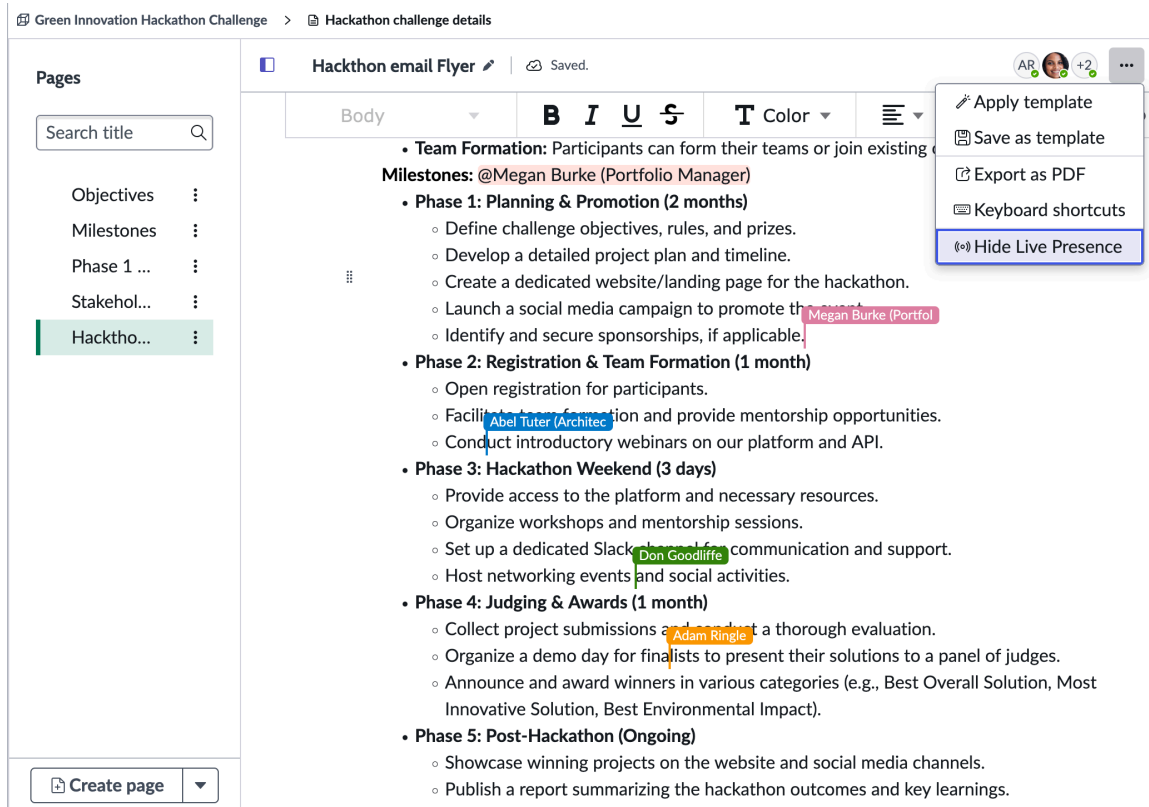 Green Innovation Hackathon Challenge > Hackathon challenge details
Pages
Search title
Objectives
Milestones
Phase 1 ...
Stakehol...
Hacktho...
Create page
Hackthon email Flyer
Saved.
AR
+2
Body
B I U S
T Color
Apply template
Save as template
Export as PDF
Keyboard shortcuts
Hide Live Presence
• Team Formation: Participants can form their teams or join existing
Milestones: @Megan Burke (Portfolio Manager)
• Phase 1: Planning & Promotion (2 months)
◦ Define challenge objectives, rules, and prizes.
◦ Develop a detailed project plan and timeline.
◦ Create a dedicated website/landing page for the hackathon.
◦ Launch a social media campaign to promote the event.
Megan Burke (Portfol
◦ Identify and secure sponsorships, if applicable.
• Phase 2: Registration & Team Formation (1 month)
◦ Open registration for participants.
◦ Facilitate team formation and provide mentorship opportunities.
Abel Tuter (Architec
◦ Conduct introductory webinars on our platform and API.
• Phase 3: Hackathon Weekend (3 days)
◦ Provide access to the platform and necessary resources.
◦ Organize workshops and mentorship sessions.
◦ Set up a dedicated Slack channel for communication and support.
Don Goodliffe
◦ Host networking events and social activities.
• Phase 4: Judging & Awards (1 month)
◦ Collect project submissions and conduct a thorough evaluation.
Adam Ringle
◦ Organize a demo day for finalists to present their solutions to a panel of judges.
◦ Announce and award winners in various categories (e.g., Best Overall Solution, Most
Innovative Solution, Best Environmental Impact).
• Phase 5: Post-Hackathon (Ongoing)
◦ Showcase winning projects on the website and social media channels.
◦ Publish a report summarizing the hackathon outcomes and key learnings.